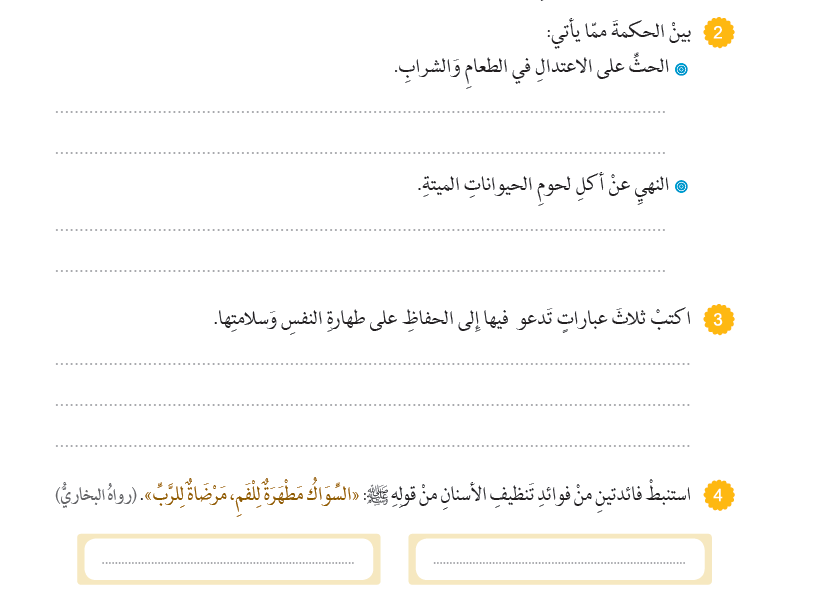 2 بينْ الحكمةَ ممّا يأتي:
الحثُّ على الاعتدالِ في الطعامِ وَالشرابِ.
النهيِ عنْ أكلِ لحومِ الحيواناتِ الميتةِ.
3 اكتبْ ثلاثَ عباراتٍ تَدعو فيها إِلى الحفاظِ على طهارةِ النفسِ وَسلامتِها.
4 استنبطْ فائدتينِ منْ فوائدِ تَنظيفِ الأسنانِ منْ قولِهِ ﷺ: «السِّوَاكُ مَطْهَرَةٌ لِلْفَمِ، مَرْضَاةٌ لِلرَّبِّ». (رواهُ البخاريُّ)